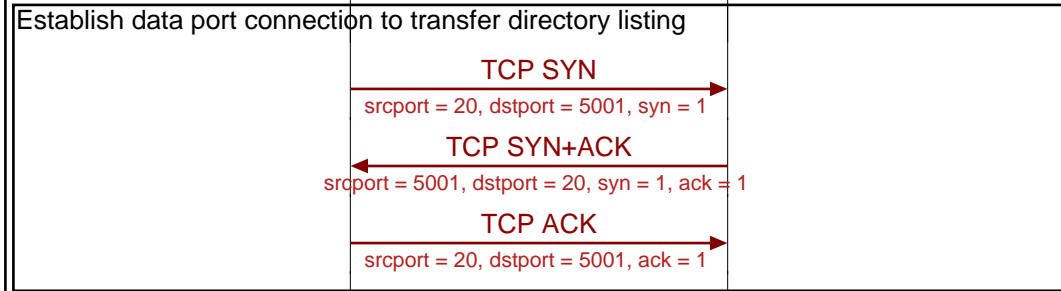 Establish data port connection to transfer directory listing
TCP SYN
srcport = 20, dstport = 5001, syn = 1
TCP SYN+ACK
srcport = 5001, dstport = 20, syn = 1, ack = 1
TCP ACK
srcport = 20, dstport = 5001, ack = 1